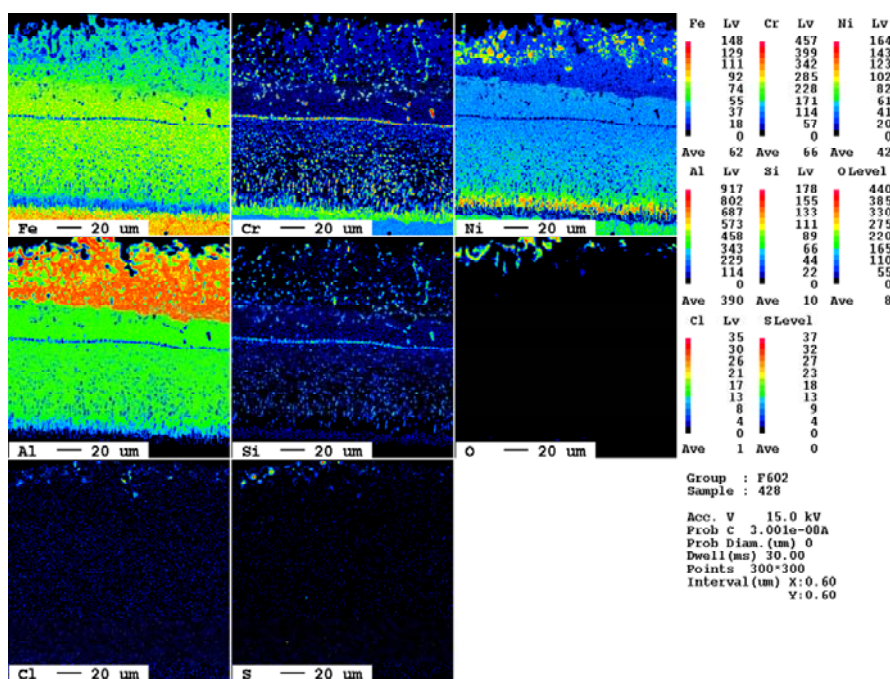 Fe Lv Cr Lv Ni Lv
148 457 164
129 399 143
111 342 123
92 285 102
74 228 82
55 171 61
37 114 41
18 57 20
0 0 0
Ave 62 Ave 66 Ave 42
Al Lv Si Lv O Level
917 178 440
802 155 385
687 133 330
573 111 275
458 89 220
343 66 165
229 44 110
114 22 55
0 0 0
Ave 390 Ave 10 Ave 8
Cl Lv S Level
35 37
30 32
26 27
21 23
17 18
13 13
8 9
4 4
0 0
Ave 1 Ave 0
Group : F602
Sample : 428
Acc. V 15.0 kV
Prob C 3.001e-08A
Prob Diam.(um) 0
Dwell(ms) 30.00
Points 300*300
Interval(um) X:0.60
Y:0.60
Fe 20 um Cr 20 um Ni 20 um
Al 20 um Si 20 um O 20 um
Cl 20 um S 20 um